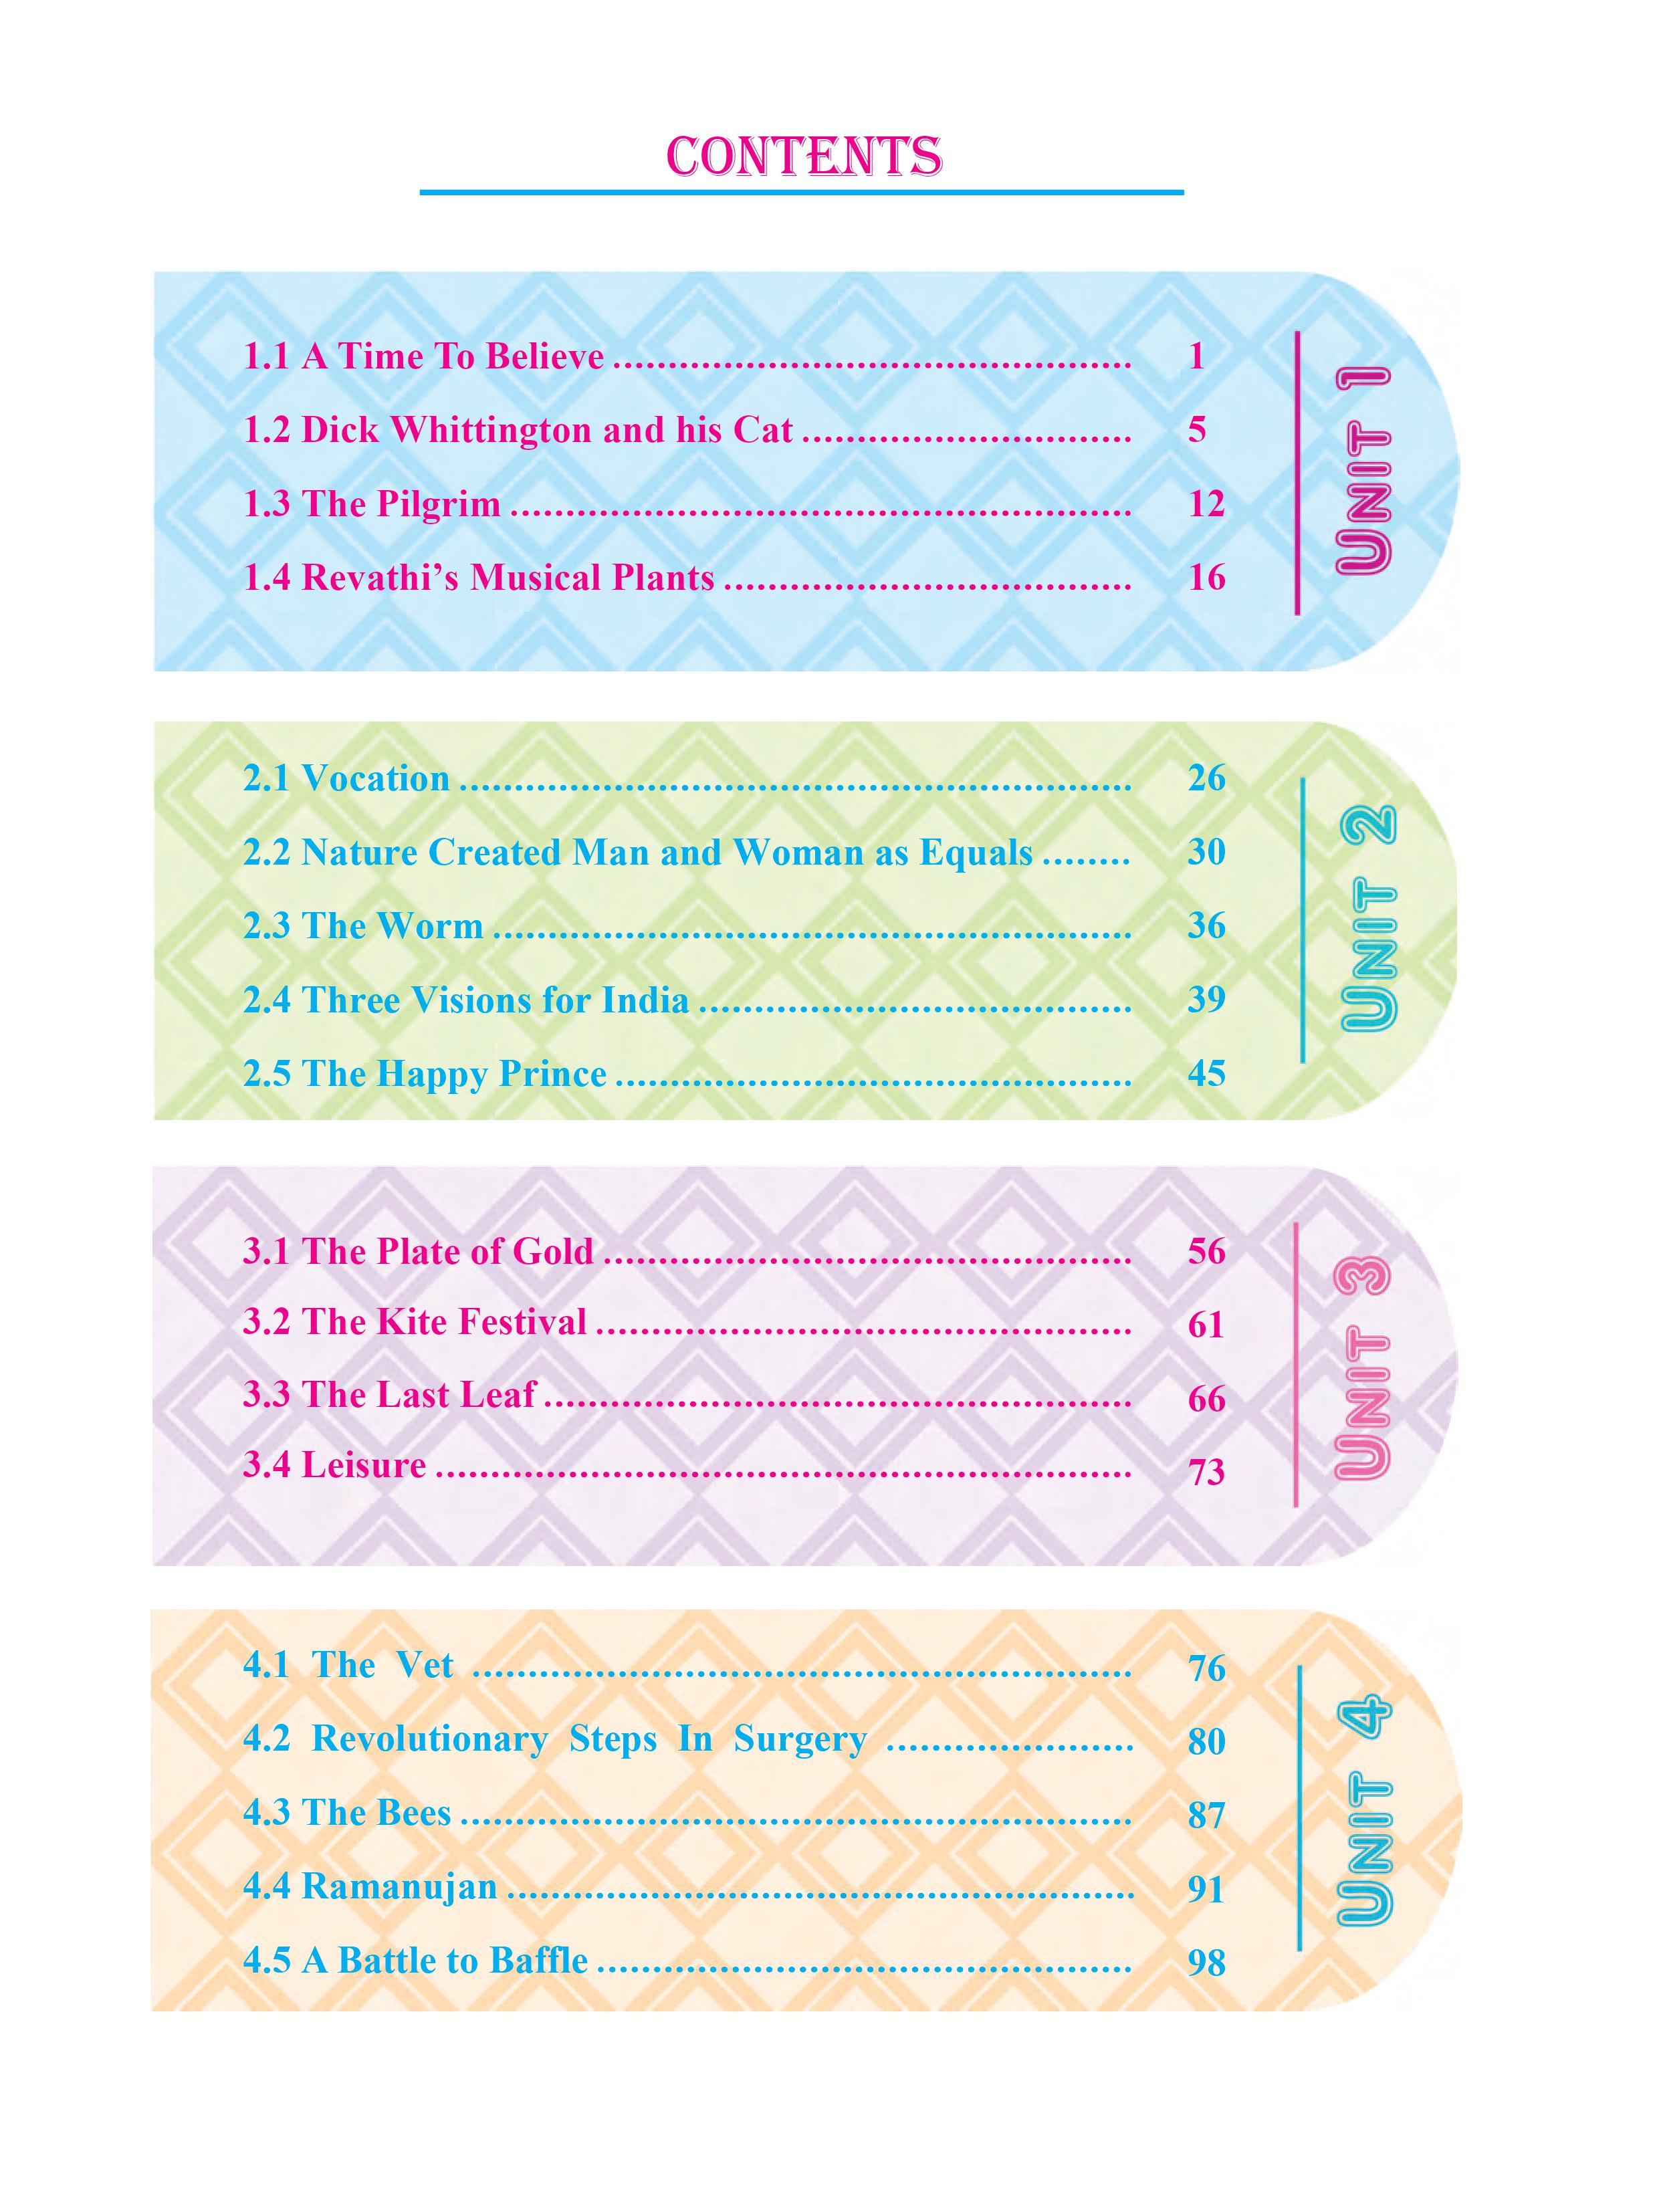 CONTENTS
1.1 A Time To Believe ............................................... 1
1.2 Dick Whittington and his Cat .............................. 5
1.3 The Pilgrim ........................................................ 12
1.4 Revathi’s Musical Plants ..................................... 16
UNIT 1
2.1 Vocation ............................................................. 26
2.2 Nature Created Man and Woman as Equals ........ 30
2.3 The Worm .......................................................... 36
2.4 Three Visions for India ....................................... 39
2.5 The Happy Prince ............................................... 45
UNIT 2
3.1 The Plate of Gold ................................................ 56
3.2 The Kite Festival ................................................. 61
3.3 The Last Leaf ...................................................... 66
3.4 Leisure ................................................................ 73
UNIT 3
4.1 The Vet ........................................................... 76
4.2 Revolutionary Steps In Surgery ...................... 80
4.3 The Bees ............................................................. 87
4.4 Ramanujan ......................................................... 91
4.5 A Battle to Baffle ................................................ 98
UNIT 4